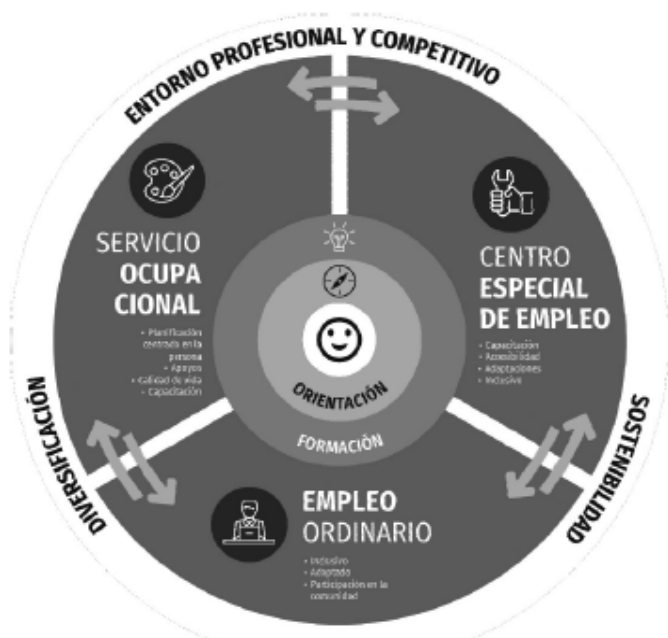 ENTORNO PROFESIONAL Y COMPETITIVO
SERVICIO
OCUPA
CIONAL
• Planificación
centrada en la
persona
• Apoyos
• Calidad de vida
• Capacitación
CENTRO
ESPECIAL
DE EMPLEO
• Capacitación
• Accesibilidad
• Adaptaciones
• Inclusivo
ORIENTACIÓN
FORMACIÓN
DIVERSIFICACIÓN
SOSTENIBILIDAD
EMPLEO
ORDINARIO
• Inclusivo
• Adaptado
• Participación en la
comunidad